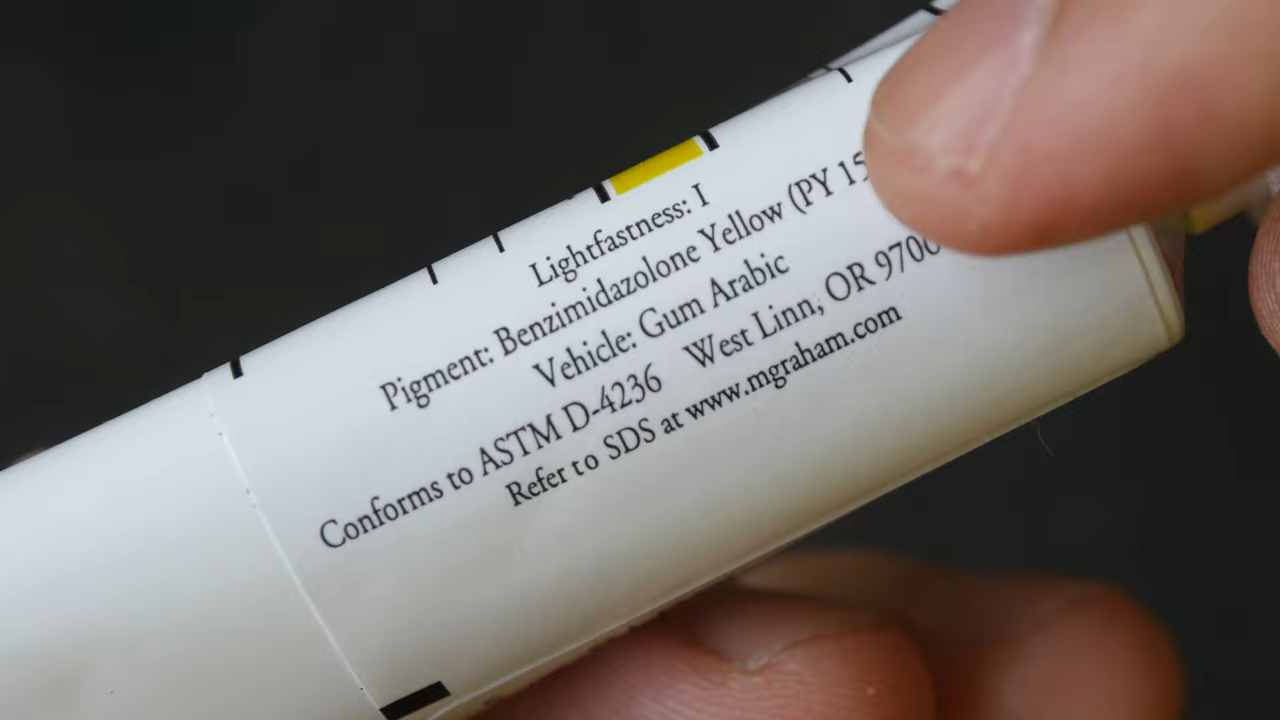 Lightfastness: I
Pigment: Benzimidazolone Yellow (PY 15
Vehicle: Gum Arabic
Conforms to ASTM D-4236 West Linn, OR 970
Refer to SDS at www.mgraham.com